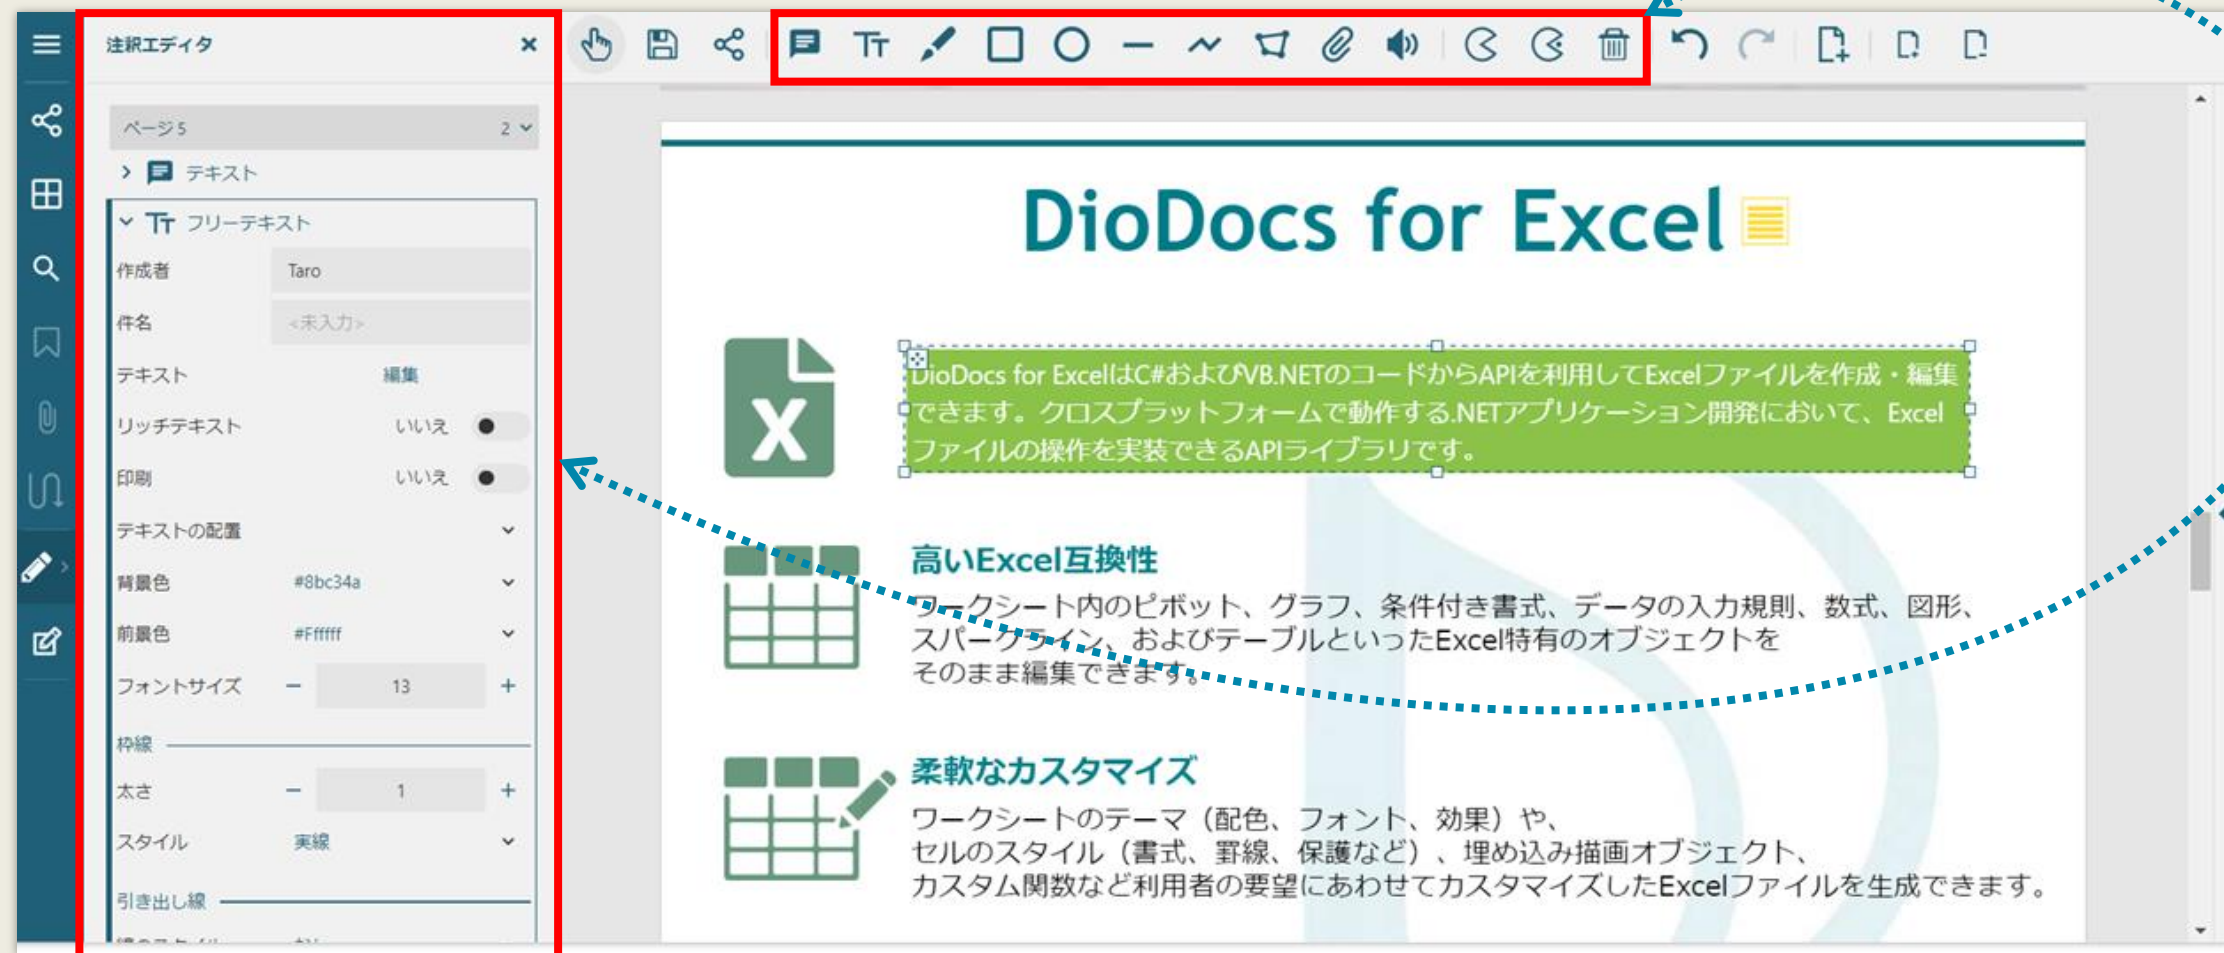 注釈エディタ
ページ 5 2
テキスト
フリーテキスト
作成者 Taro
件名 <未入力>
テキスト 編集
リッチテキスト いいえ
印刷 いいえ
テキストの配置
背景色 #8bc34a
前景色 #Ffffff
フォントサイズ 13
枠線
太さ 1
スタイル 実線
引き出し線
DioDocs for Excel
DioDocs for ExcelはC#およびVB.NETのコードからAPIを利用してExcelファイルを作成・編集
できます。クロスプラットフォームで動作する.NETアプリケーション開発において、Excel
ファイルの操作を実装できるAPIライブラリです。
高いExcel互換性
ワークシート内のピボット、グラフ、条件付き書式、データの入力規則、数式、図形、
スパークライン、およびテーブルといったExcel特有のオブジェクトを
そのまま編集できます。
柔軟なカスタマイズ
ワークシートのテーマ（配色、フォント、効果）や、
セルのスタイル（書式、罫線、保護など）、埋め込み描画オブジェクト、
カスタム関数など利用者の要望にあわせてカスタマイズしたExcelファイルを生成できます。